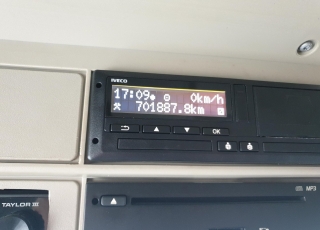 IVECO
17:09 0km/h
701887.8km
OK
TAYLOR III
MP3